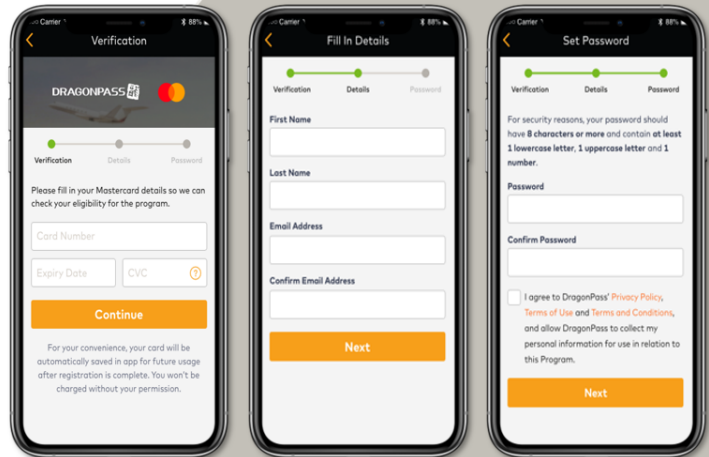 Carrier
88%
Verification
DRAGONPASS
Verification
Details
Password
Please fill in your Mastercard details so we can
check your eligibility for the program.
Card Number
Expiry Date
CVC
?
Continue
For your convenience, your card will be
automatically saved in app for future usage
after registration is complete. You won't be
charged without your permission.
Carrier
88%
Fill In Details
Verification
Details
Password
First Name
Last Name
Email Address
Confirm Email Address
Next
Carrier
88%
Set Password
Verification
Details
Password
For security reasons, your password should
have 8 characters or more and contain at least
1 lowercase letter, 1 uppercase letter and 1
number.
Password
Confirm Password
I agree to DragonPass' Privacy Policy,
Terms of Use and Terms and Conditions,
and allow DragonPass to collect my
personal information for use in relation to
this Program.
Next